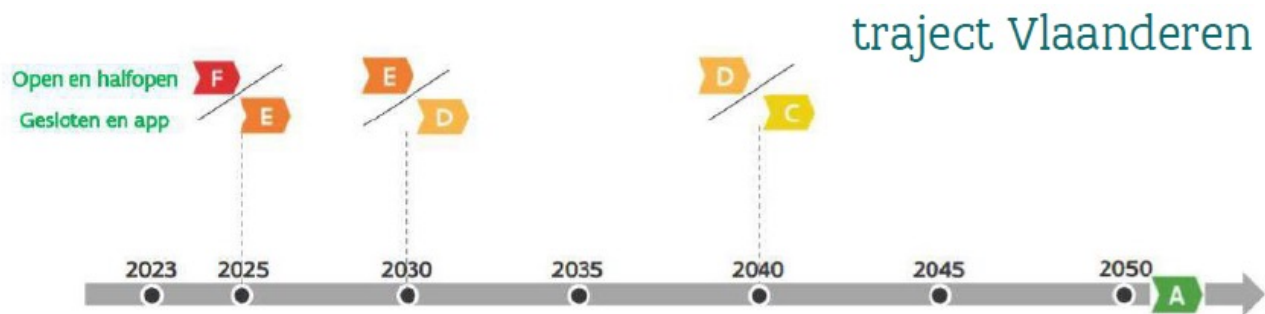 traject Vlaanderen
Open en halfopen F E D
Gesloten en app E D C
2023 2025 2030 2035 2040 2045 2050
A